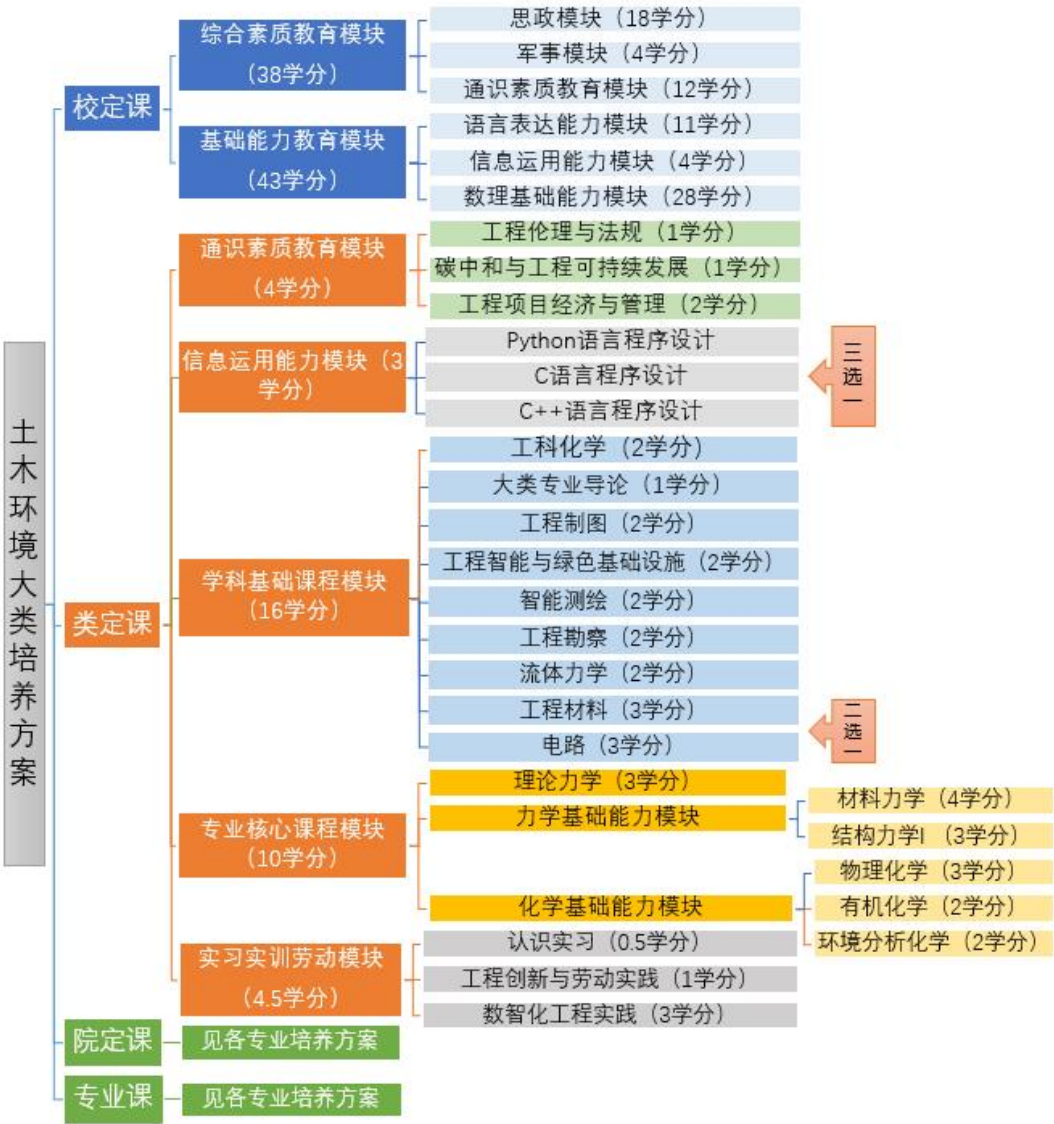 土木环境大类培养方案
校定课
综合素质教育模块
(38学分)
思政模块（18学分）
军事模块（4学分）
通识素质教育模块（12学分）
基础能力教育模块
(43学分)
语言表达能力模块（11学分）
信息运用能力模块（4学分）
数理基础能力模块（28学分）
类定课
通识素质教育模块
(4学分)
工程伦理与法规（1学分）
碳中和与工程可持续发展（1学分）
工程项目经济与管理（2学分）
信息运用能力模块（3
学分）
Python语言程序设计
C语言程序设计
C++语言程序设计
三选一
学科基础课程模块
(16学分)
工科化学（2学分）
大类专业导论（1学分）
工程制图（2学分）
工程智能与绿色基础设施（2学分）
智能测绘（2学分）
工程勘察（2学分）
流体力学（2学分）
工程材料（3学分）
电路（3学分）
二选一
专业核心课程模块
(10学分)
理论力学（3学分）
力学基础能力模块
材料力学（4学分）
结构力学I （3学分）
化学基础能力模块
物理化学（3学分）
有机化学（2学分）
环境分析化学（2学分）
实习实训劳动模块
(4.5学分)
认识实习（0.5学分）
工程创新与劳动实践（1学分）
数智化工程实践（3学分）
院定课
见各专业培养方案
专业课
见各专业培养方案